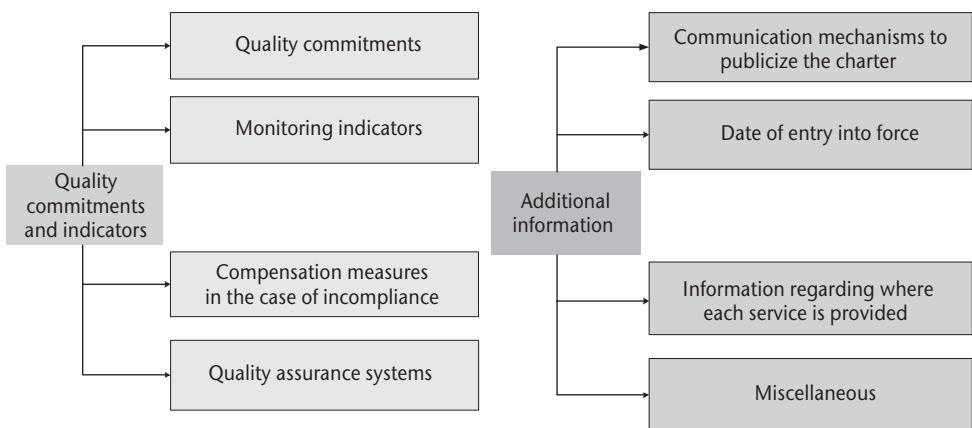 Quality commitments
Monitoring indicators
Quality
commitments
and indicators
Compensation measures
in the case of incompliance
Quality assurance systems
Communication mechanisms to
publicize the charter
Date of entry into force
Additional
information
Information regarding where
each service is provided
Miscellaneous